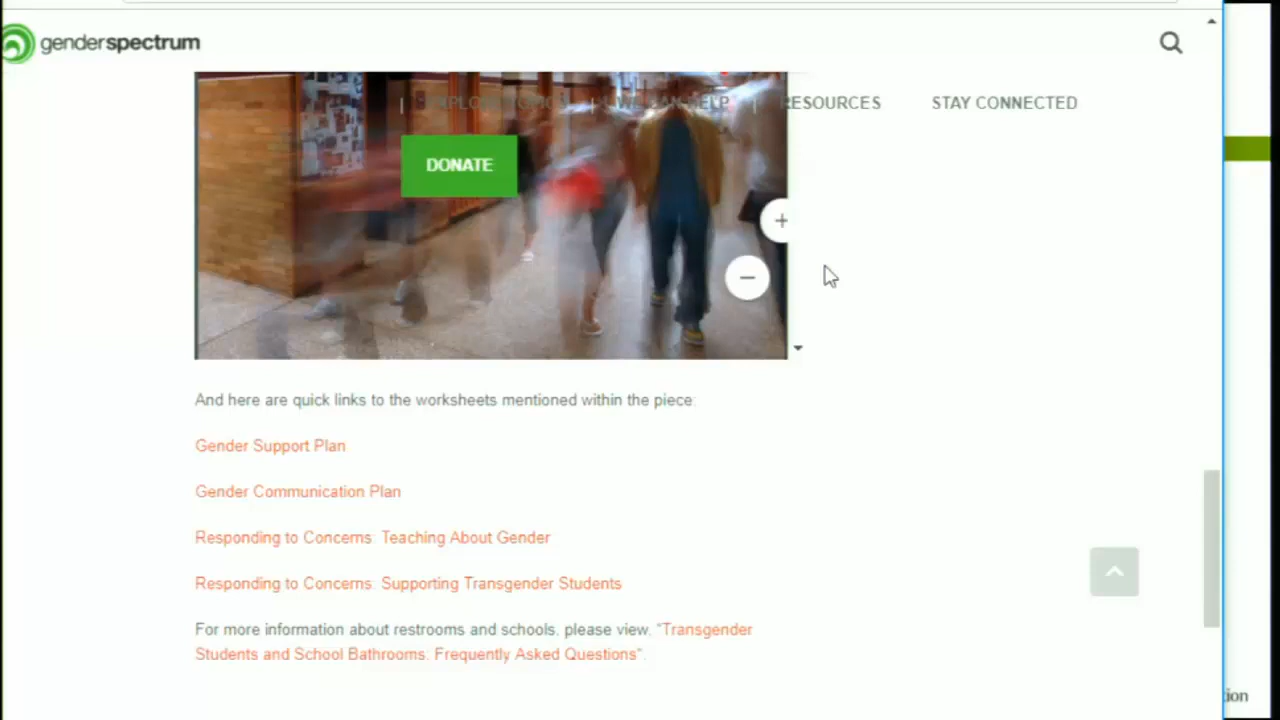 genderspectrum
RESOURCES
STAY CONNECTED
DONATE
And here are quick links to the worksheets mentioned within the piece:
Gender Support Plan
Gender Communication Plan
Responding to Concerns: Teaching About Gender
Responding to Concerns: Supporting Transgender Students
For more information about restrooms and schools, please view. “Transgender
Students and School Bathrooms: Frequently Asked Questions”.